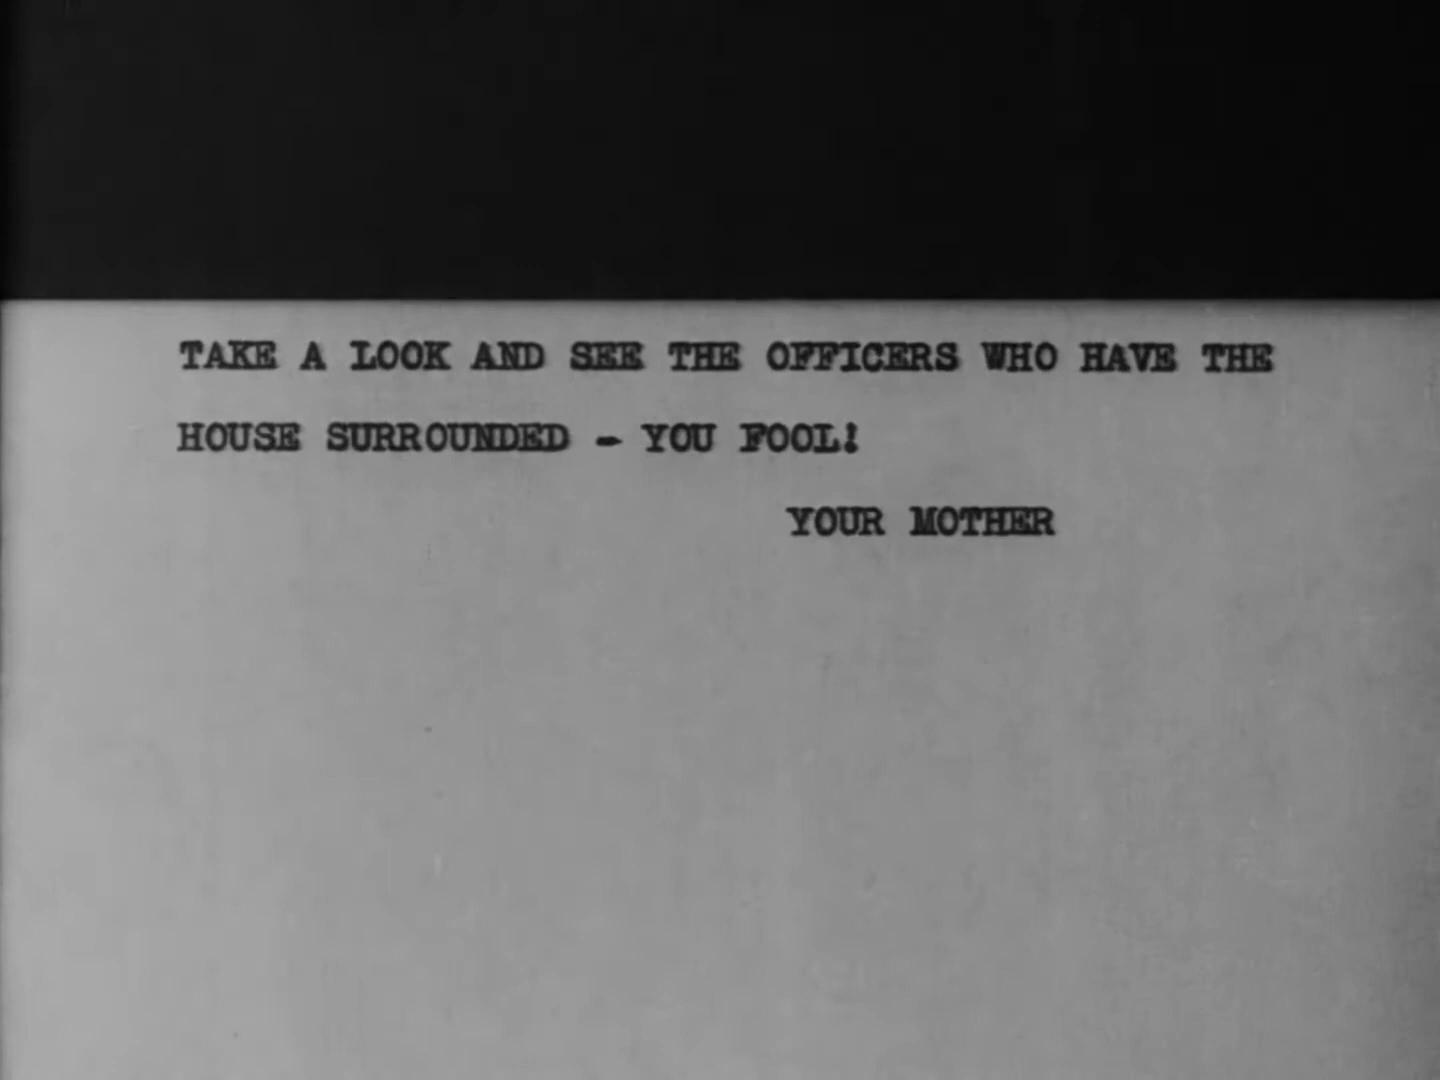 TAKE A LOOK AND SEE THE OFFICERS WHO HAVE THE
HOUSE SURROUNDED - YOU FOOL!
YOUR MOTHER